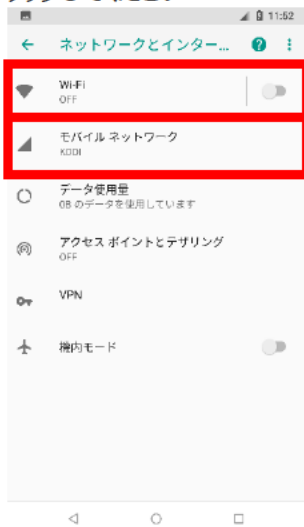 11:52
ネットワークとインター...
Wi-Fi
OFF
モバイル ネットワーク
KDDI
データ使用量
0B のデータを使用しています
アクセス ポイントとテザリング
OFF
VPN
機内モード